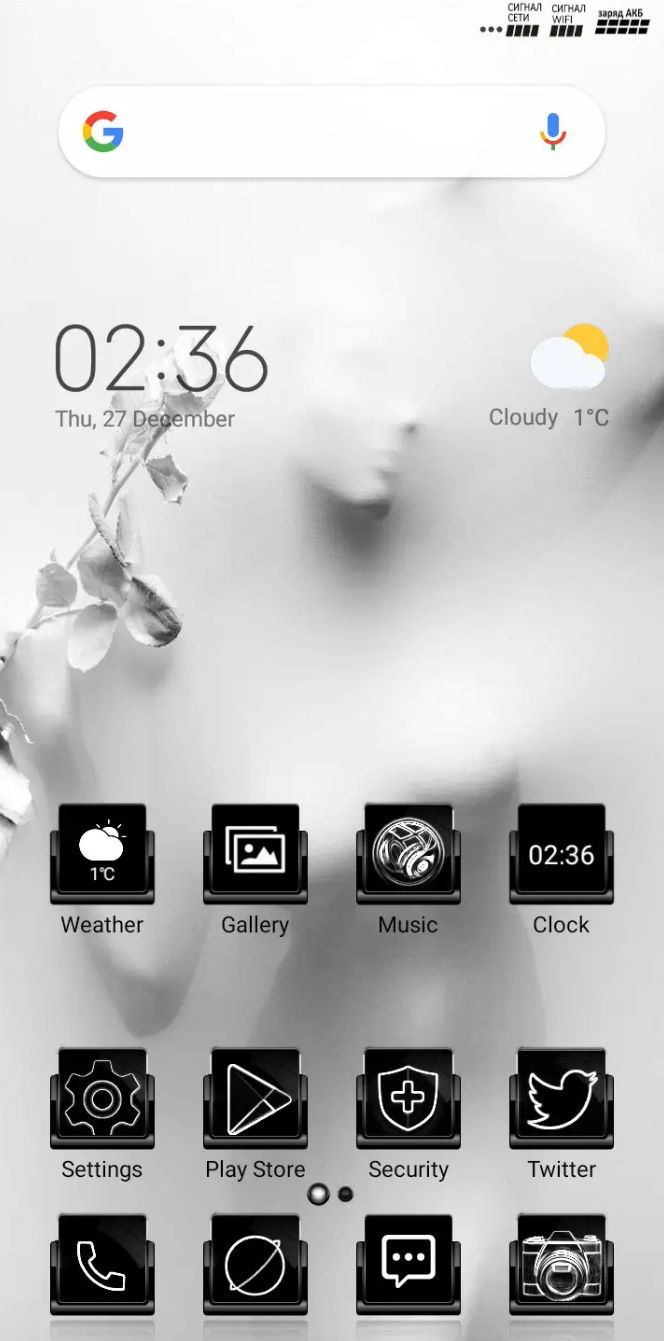 СИГНАЛ СЕТИ
СИГНАЛ WIFI
заряд АКБ
G
02:36
Thu, 27 December
Cloudy 1°C
1°C
02:36
Weather
Gallery
Music
Clock
Settings
Play Store
Security
Twitter